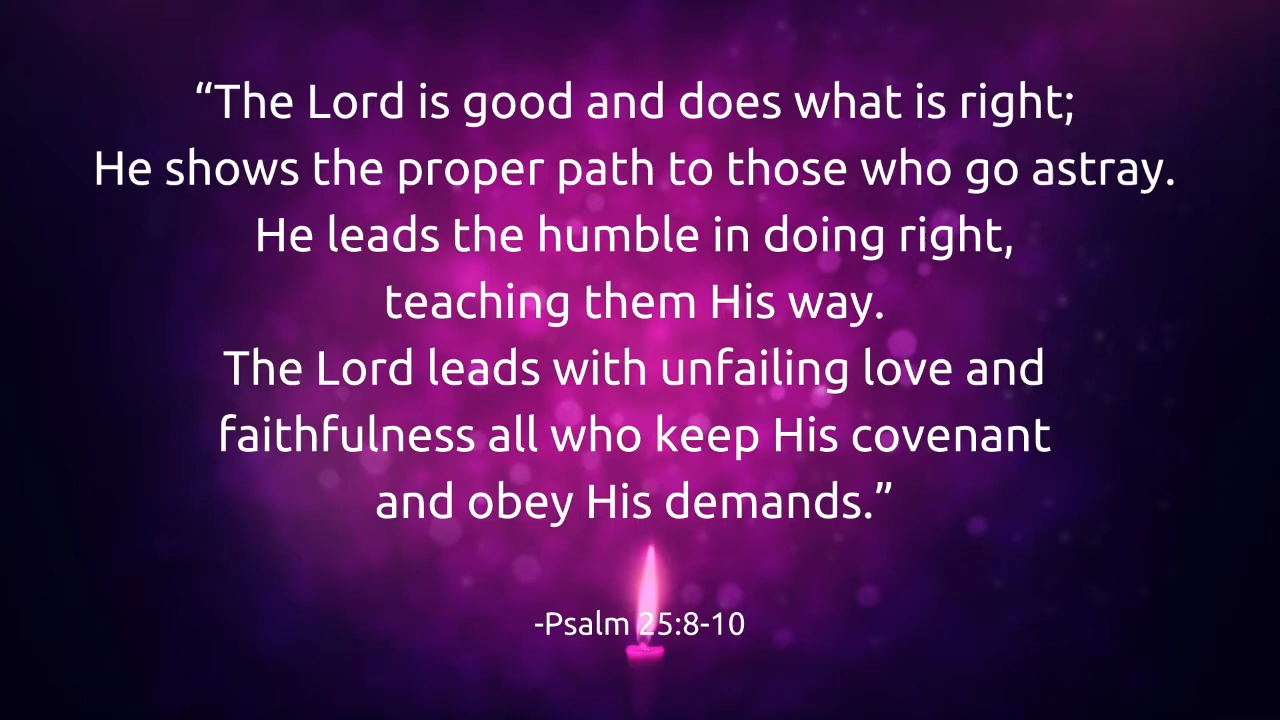 “The Lord is good and does what is right;
He shows the proper path to those who go astray.
He leads the humble in doing right,
teaching them His way.
The Lord leads with unfailing love and
faithfulness all who keep His covenant
and obey His demands.”
-Psalm 25:8-10